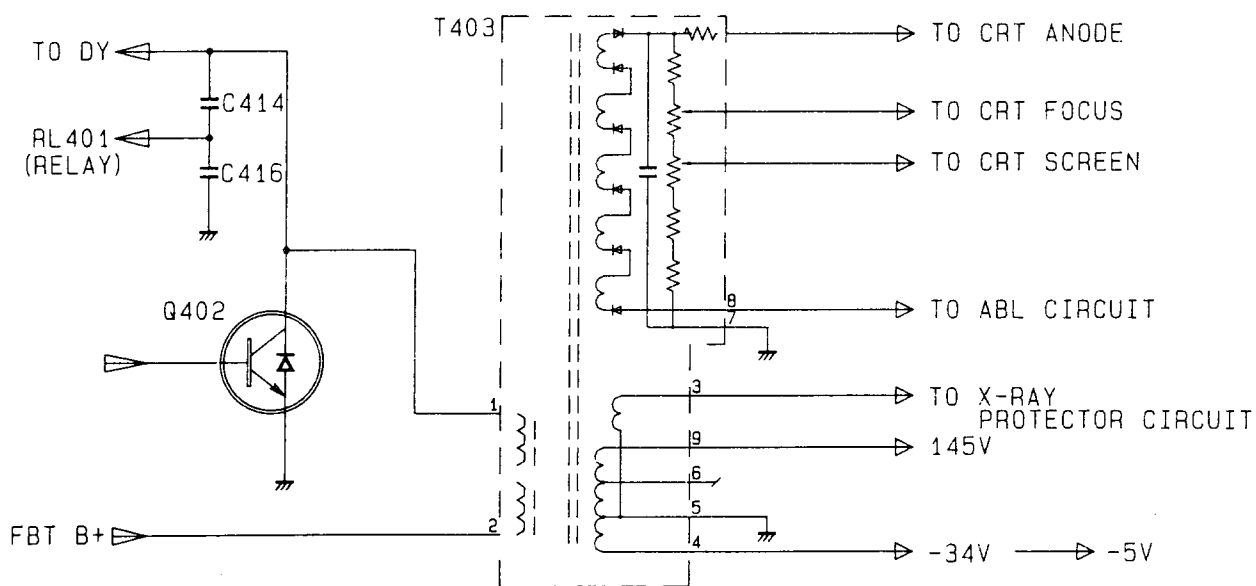 T403
TO DY
C414
RL401
(RELAY)
C416
Q402
FBT B+
1
2
TO CRT ANODE
TO CRT FOCUS
TO CRT SCREEN
8
TO ABL CIRCUIT
7
3
TO X-RAY
PROTECTOR CIRCUIT
9
145V
6
5
4
-34V
-5V